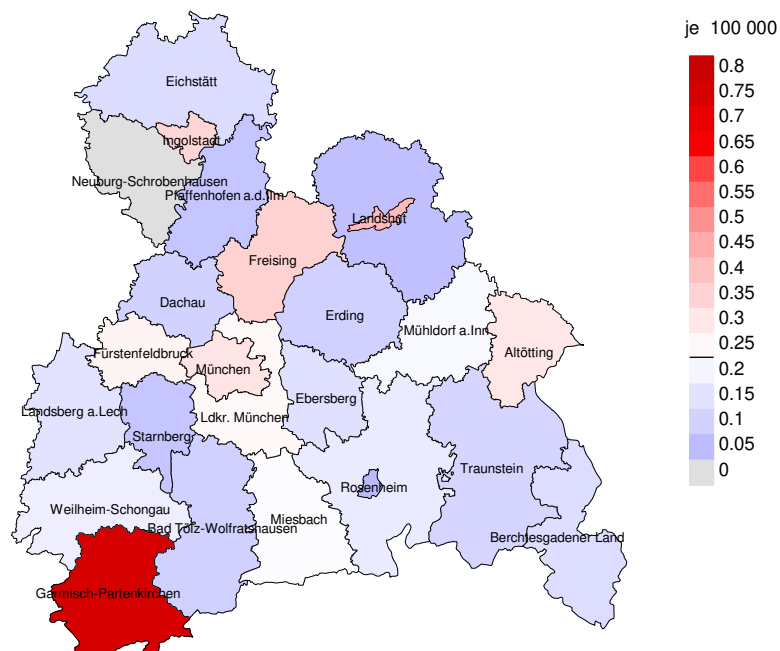 je 100 000
0.8
0.75
0.7
0.65
0.6
0.55
0.5
0.45
0.4
0.35
0.3
0.25
0.2
0.15
0.1
0.05
0
Eichstätt
Ingolstadt
Neuburg-Schrobenhausen
Pfaffenhofen a.d.Ilm
Landshut
Freising
Dachau
Erding
Mühldorf a.Inn
Fürstenfeldbruck
Altötting
München
Ebersberg
Landsberg a.Lech
Ldkr. München
Starnberg
Traunstein
Rosenheim
Weilheim-Schongau
Miesbach
Bad Tölz-Wolfratshausen
Berchtesgadener Land
Garmisch-Partenkirchen